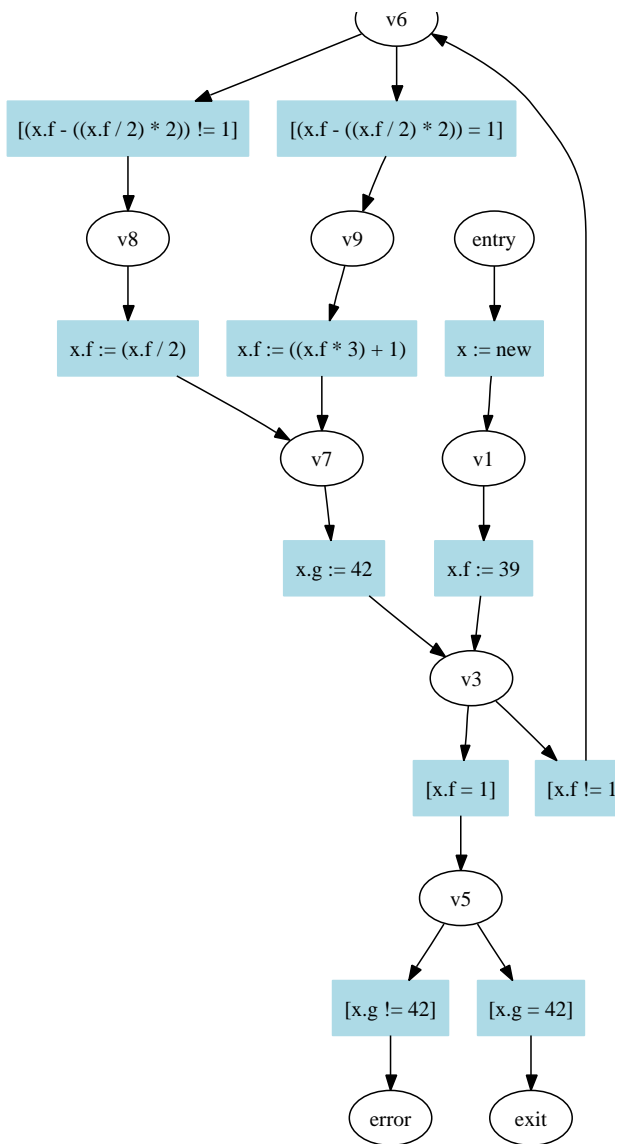 v6
[(x.f - ((x.f / 2) * 2)) != 1]
[(x.f - ((x.f / 2) * 2)) = 1]
v8
v9
entry
x.f := (x.f / 2)
x.f := ((x.f * 3) + 1)
x := new
v7
v1
x.g := 42
x.f := 39
v3
[x.f = 1]
[x.f != 1
v5
[x.g != 42]
[x.g = 42]
error
exit